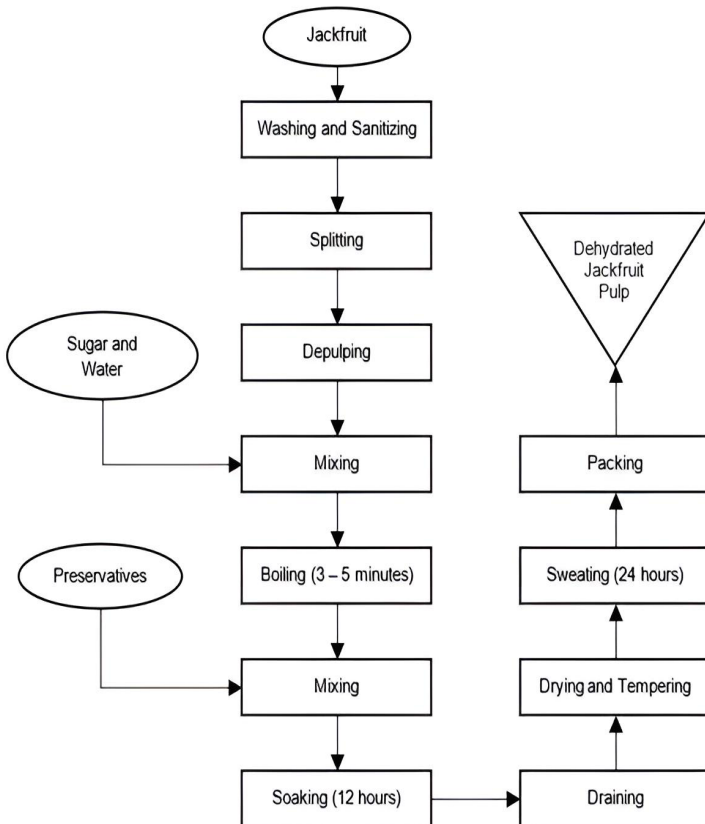 Jackfruit
Washing and Sanitizing
Splitting
Depulping
Sugar and
Water
Mixing
Boiling (3 – 5 minutes)
Preservatives
Mixing
Soaking (12 hours)
Draining
Drying and Tempering
Sweating (24 hours)
Packing
Dehydrated
Jackfruit
Pulp